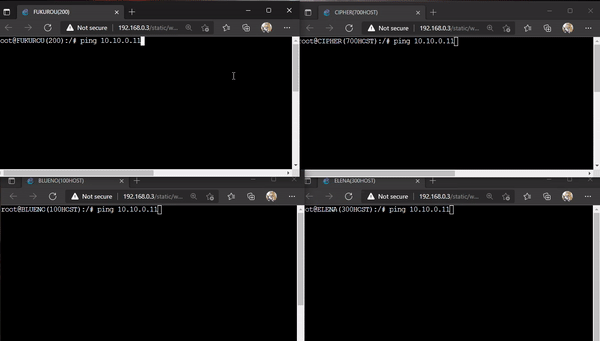 FUKUROU(200)
Not secure | 192.168.0.3/static/w...
oot@FUKUROU(200):/# ping 10.10.0.11
CIPHER(700HOST)
Not secure | 192.168.0.3/static/w...
root@CIPHER(700HOST):/# ping 10.10.0.11
BLUENO(100HOST)
Not secure | 192.168.0.3/static/w...
root@BLUENO(100HOST):/# ping 10.10.0.11
ELENA(300HOST)
Not secure | 192.168.0.3/static/w...
ot@ELENA(300HOST):/# ping 10.10.0.11